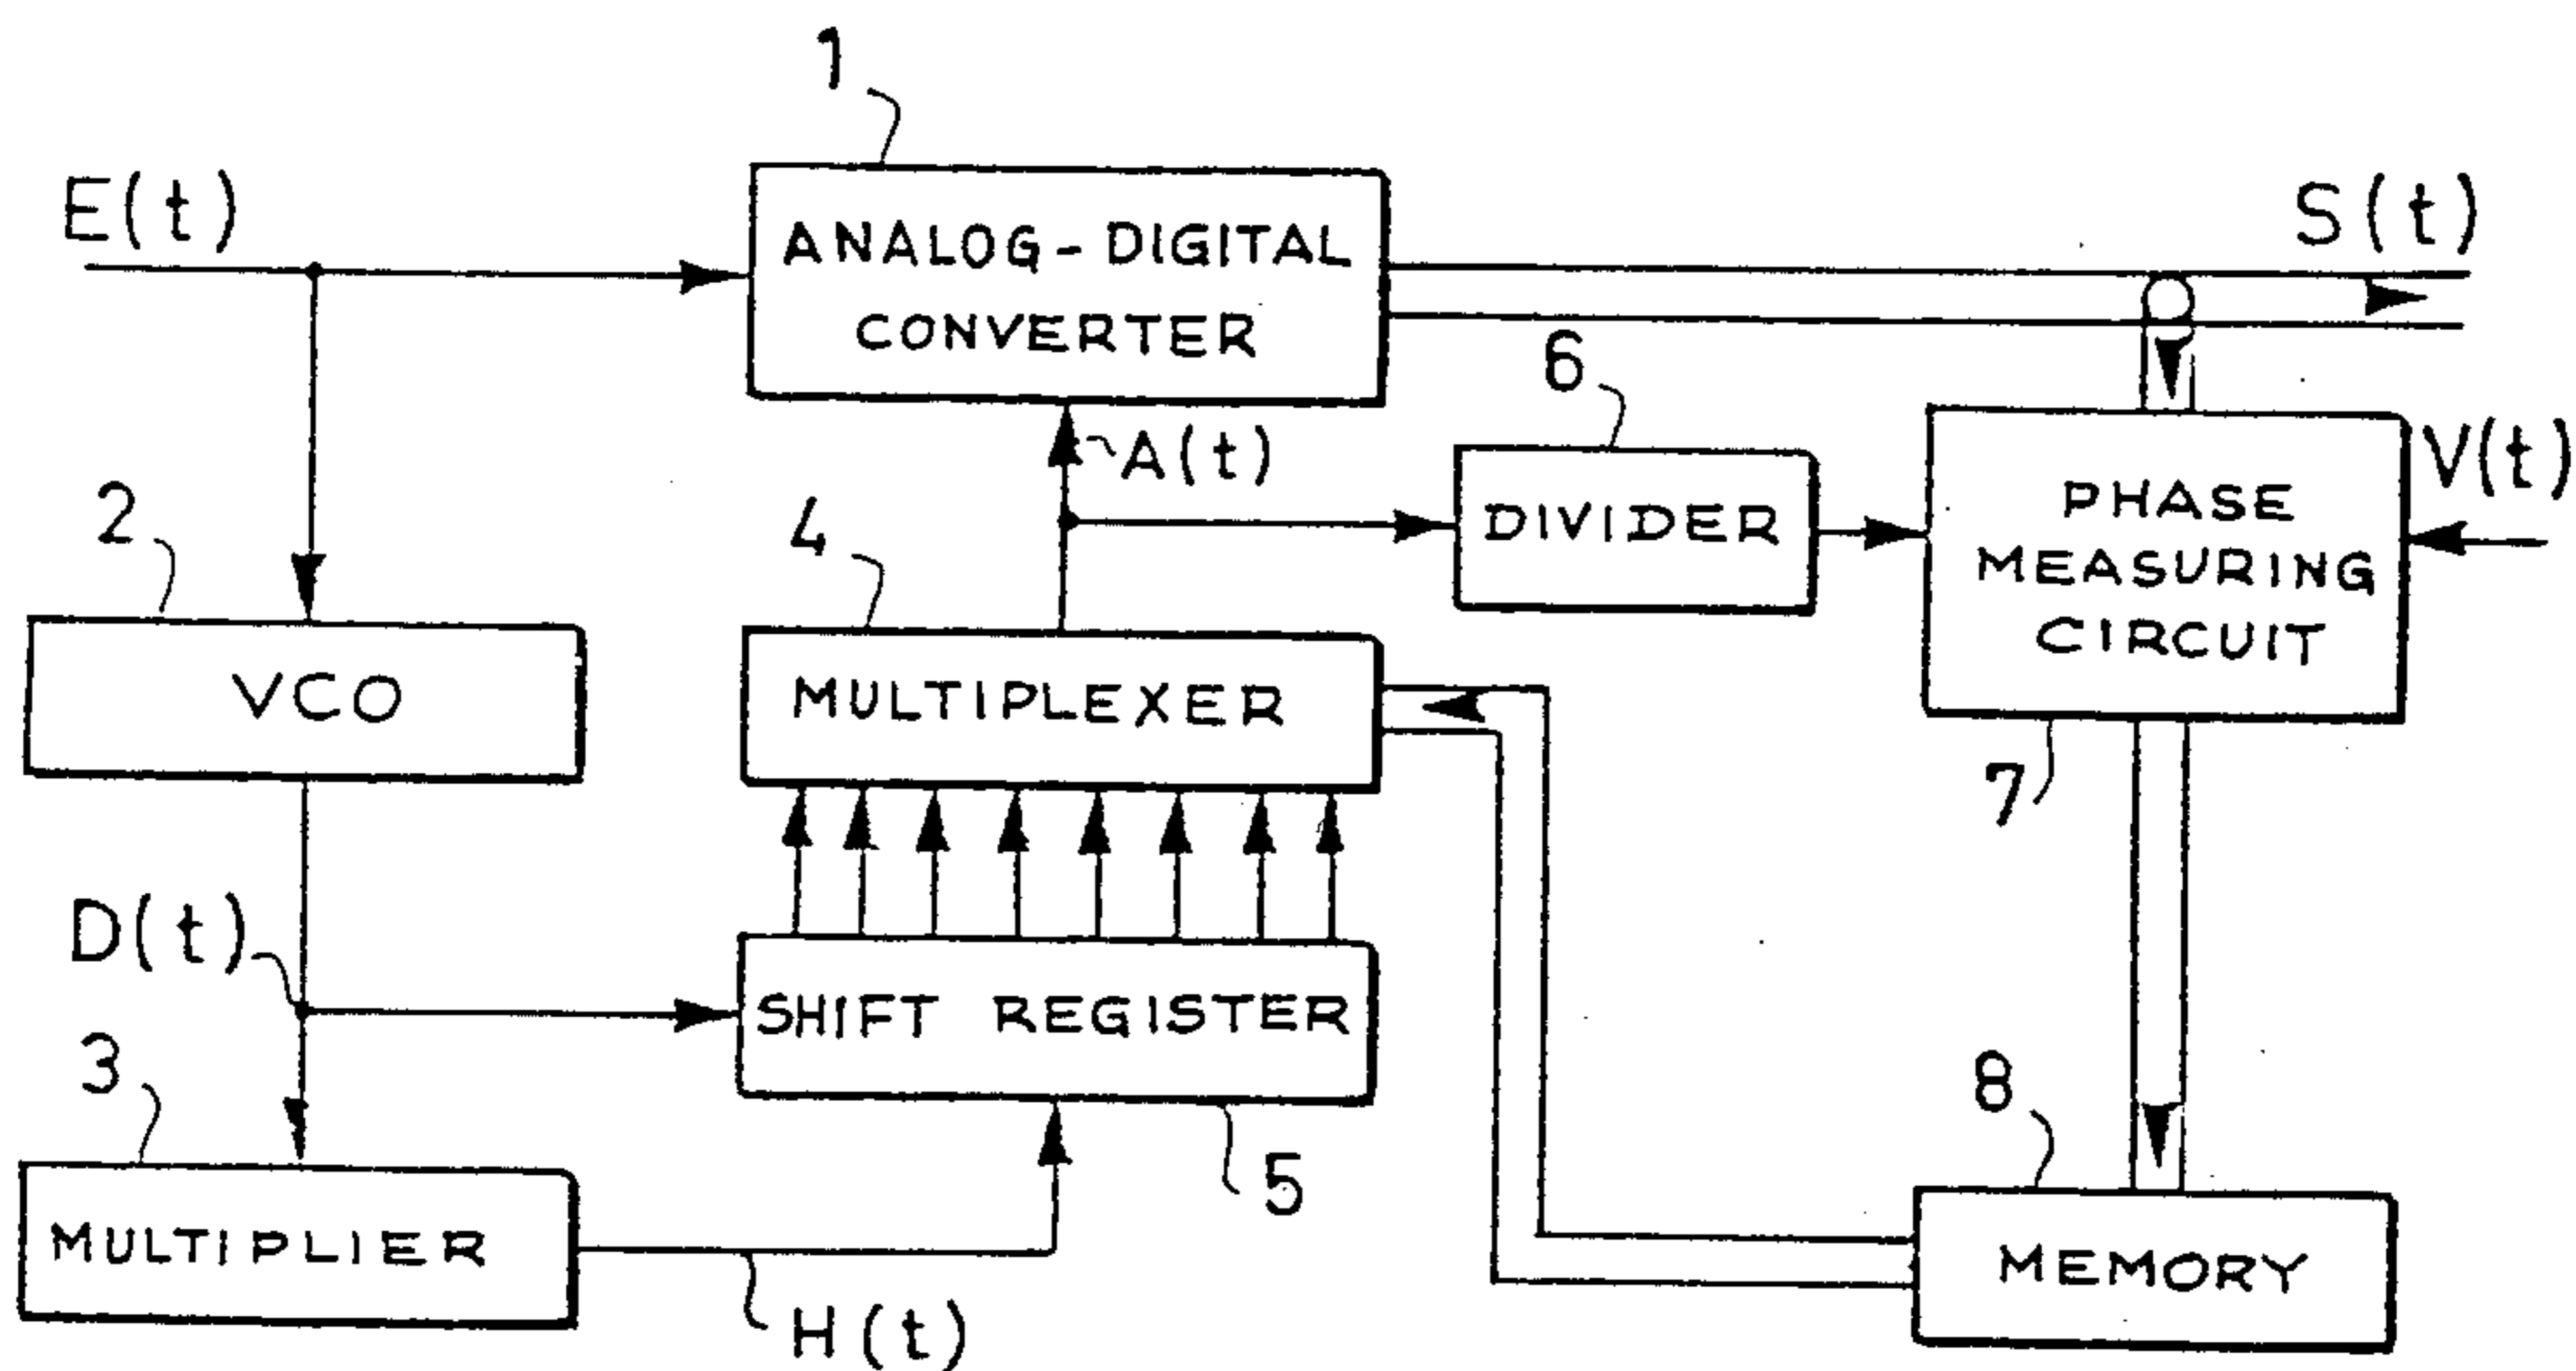 1
E(t)
ANALOG-DIGITAL
CONVERTER
S(t)
6
A(t)
DIVIDER
PHASE
MEASURING
CIRCUIT
V(t)
2
VCO
4
MULTIPLEXER
7
D(t)
SHIFT REGISTER
5
3
MULTIPLIER
H(t)
8
MEMORY